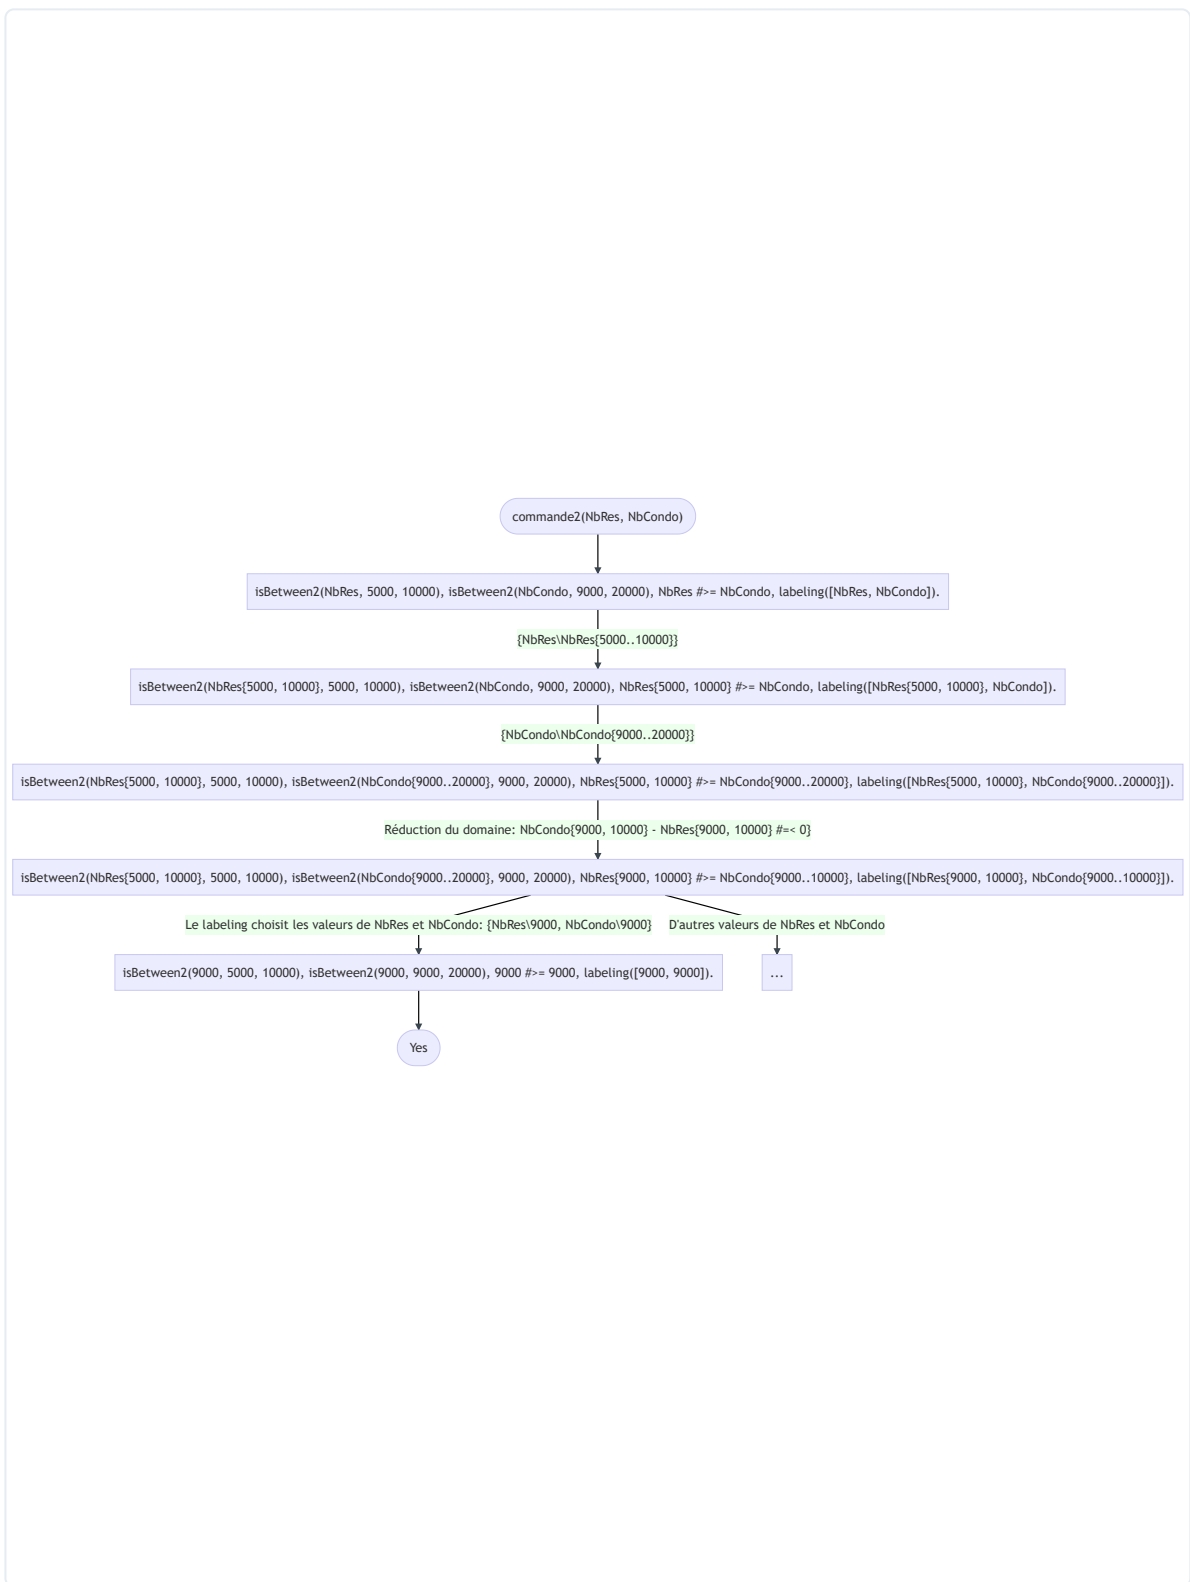 commande2(NbRes, NbCondo)
isBetween2(NbRes, 5000, 10000), isBetween2(NbCondo, 9000, 20000), NbRes #>= NbCondo, labeling([NbRes, NbCondo]).
{NbRes\NbRes{5000..10000}}
isBetween2(NbRes{5000, 10000}, 5000, 10000), isBetween2(NbCondo, 9000, 20000), NbRes{5000, 10000} #>= NbCondo, labeling([NbRes{5000, 10000}, NbCondo]).
{NbCondo\NbCondo{9000..20000}}
isBetween2(NbRes{5000, 10000}, 5000, 10000), isBetween2(NbCondo{9000..20000}, 9000, 20000), NbRes{5000, 10000} #>= NbCondo{9000..20000}, labeling([NbRes{5000, 10000}, NbCondo{9000..20000}]).
Réduction du domaine: NbCondo{9000, 10000} - NbRes{9000, 10000} #=< 0}
isBetween2(NbRes{5000, 10000}, 5000, 10000), isBetween2(NbCondo{9000..20000}, 9000, 20000), NbRes{9000, 10000} #>= NbCondo{9000..10000}, labeling([NbRes{9000, 10000}, NbCondo{9000..10000}]).
Le labeling choisit les valeurs de NbRes et NbCondo: {NbRes\9000, NbCondo\9000}
D'autres valeurs de NbRes et NbCondo
isBetween2(9000, 5000, 10000), isBetween2(9000, 9000, 20000), 9000 #>= 9000, labeling([9000, 9000]).
...
Yes